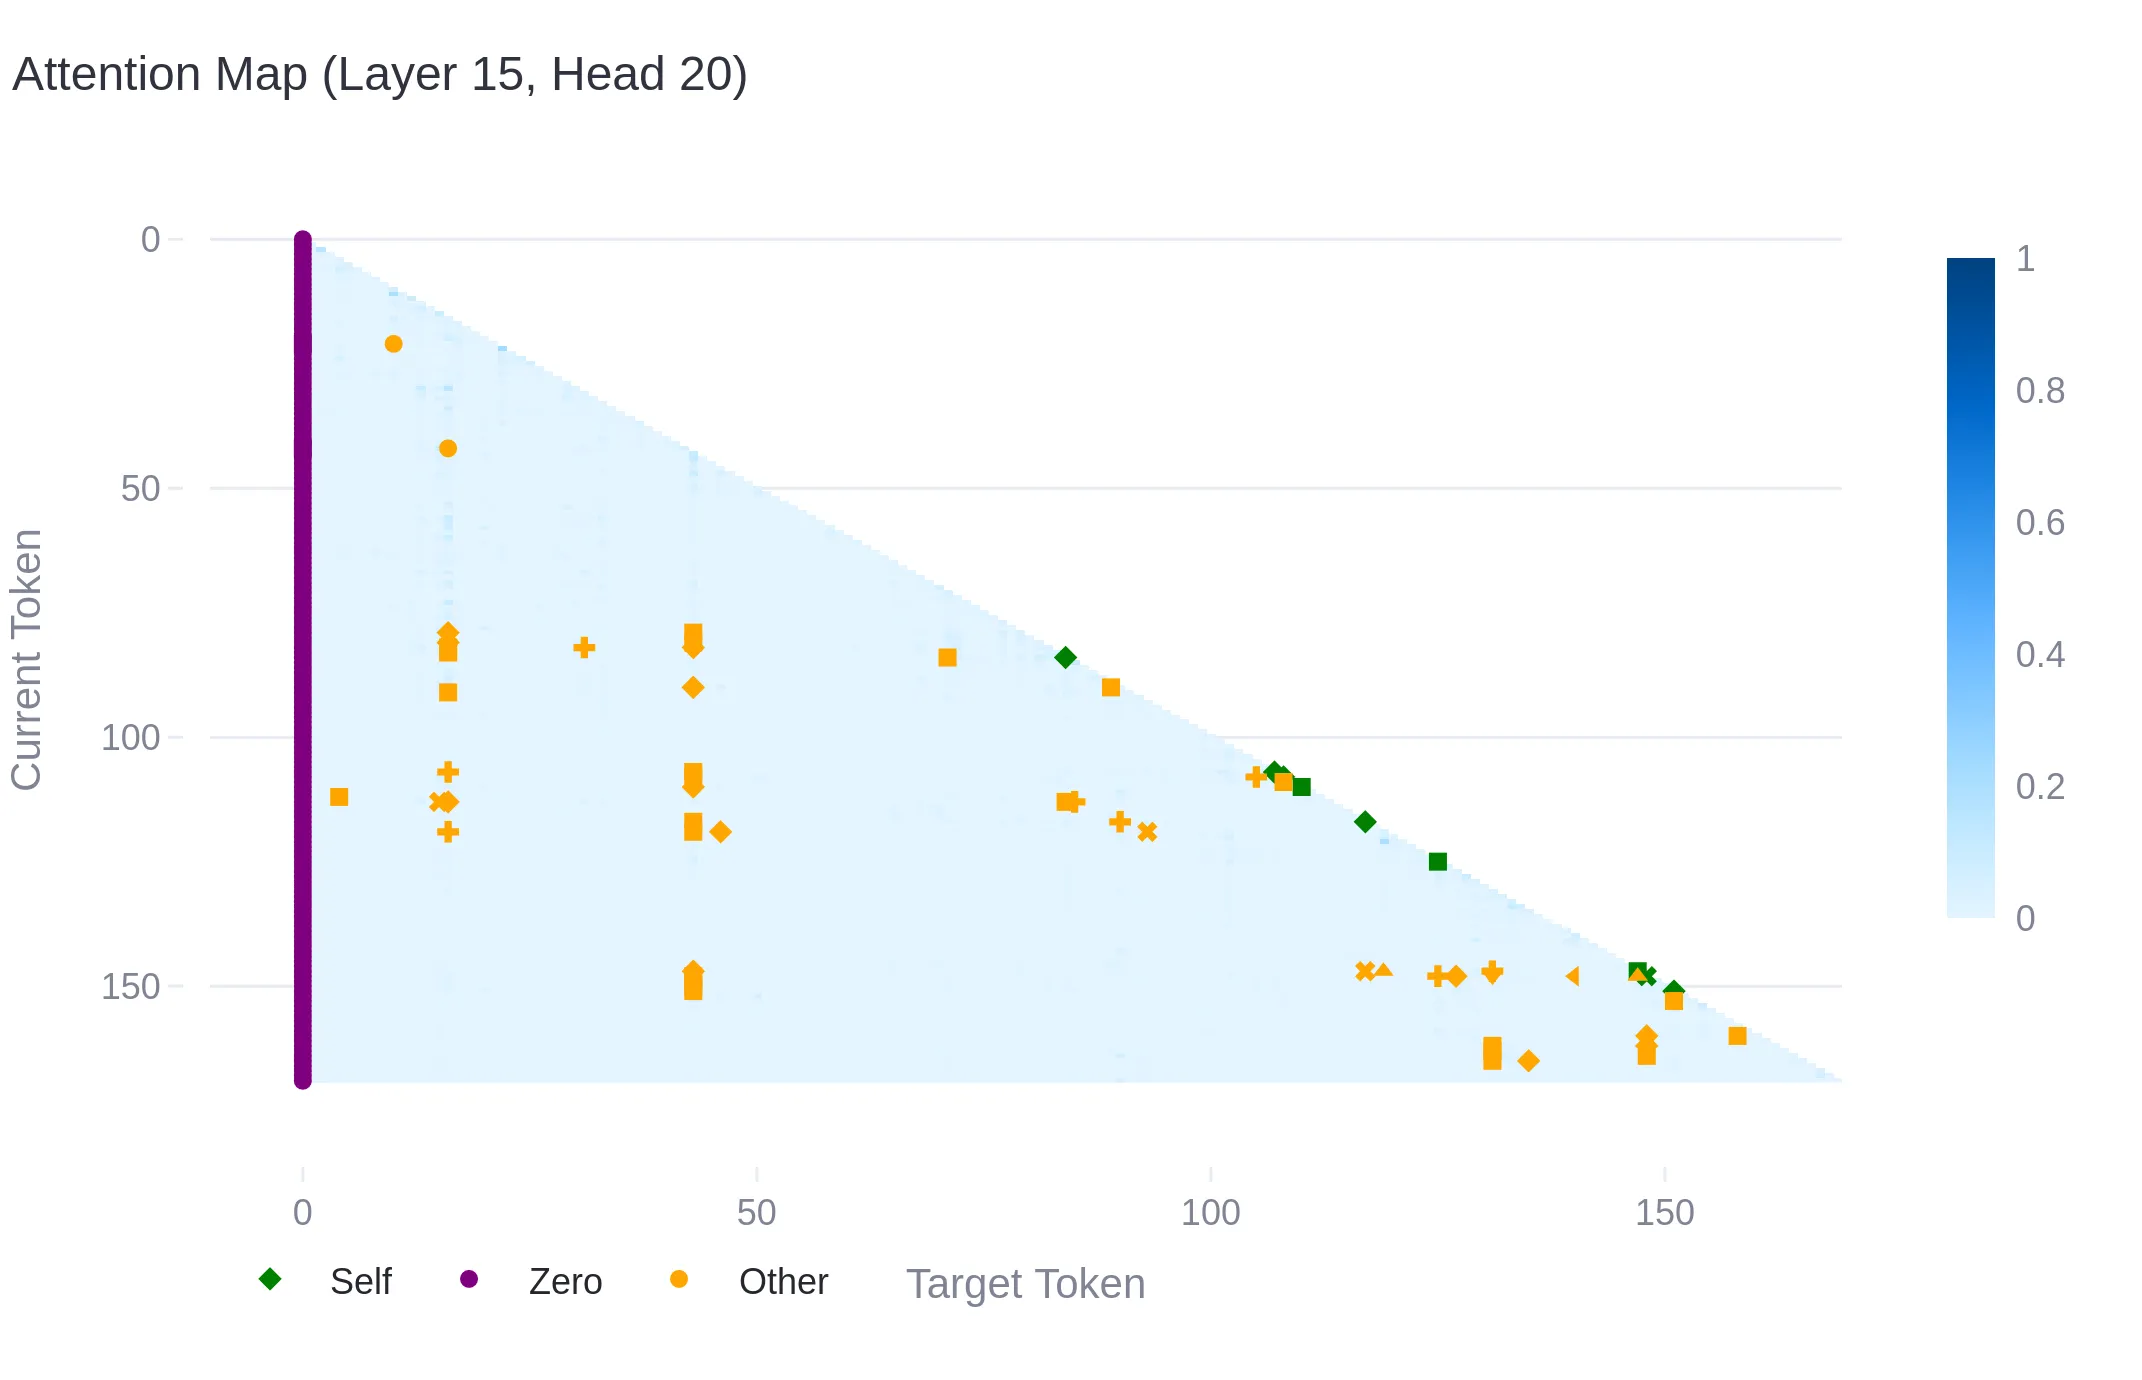 Attention Map (Layer 15, Head 20)
0
50
100
150
Current Token
1
0.8
0.6
0.4
0.2
0
0 50 100 150
Self Zero Other Target Token